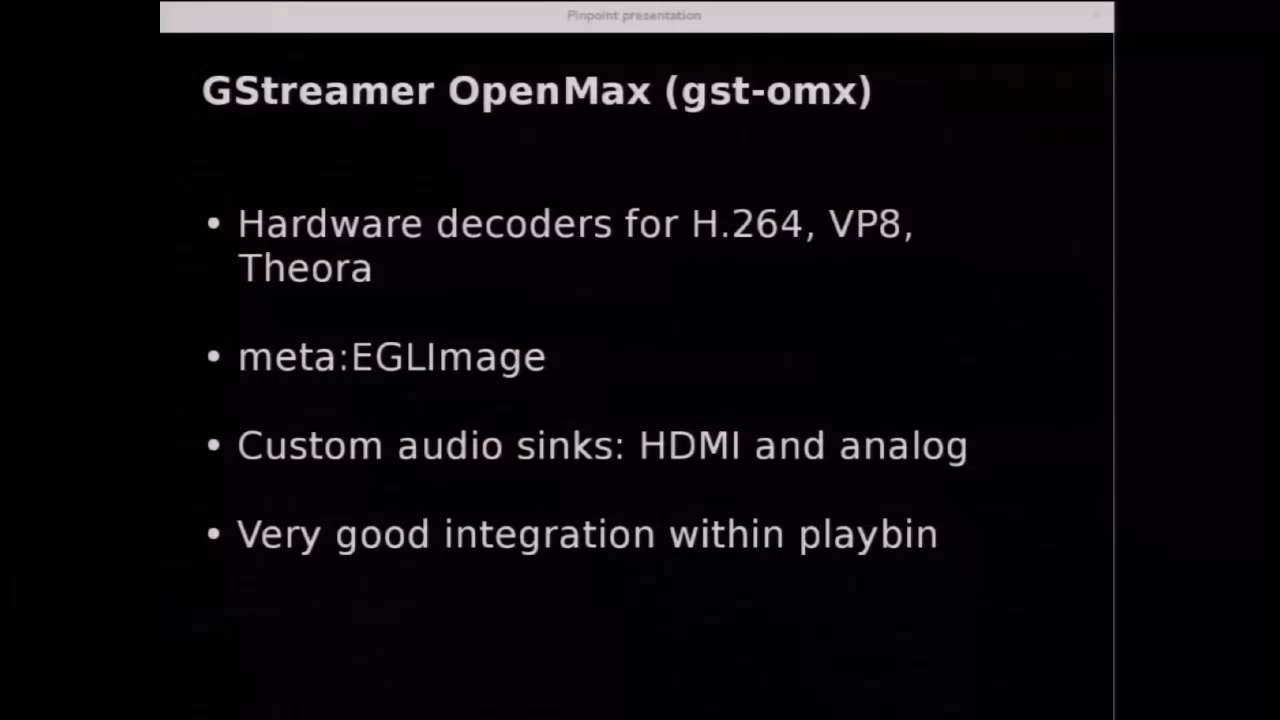 Pinpoint presentation
GStreamer OpenMax (gst-omx)
• Hardware decoders for H.264, VP8,
Theora
• meta:EGLImage
• Custom audio sinks: HDMI and analog
• Very good integration within playbin